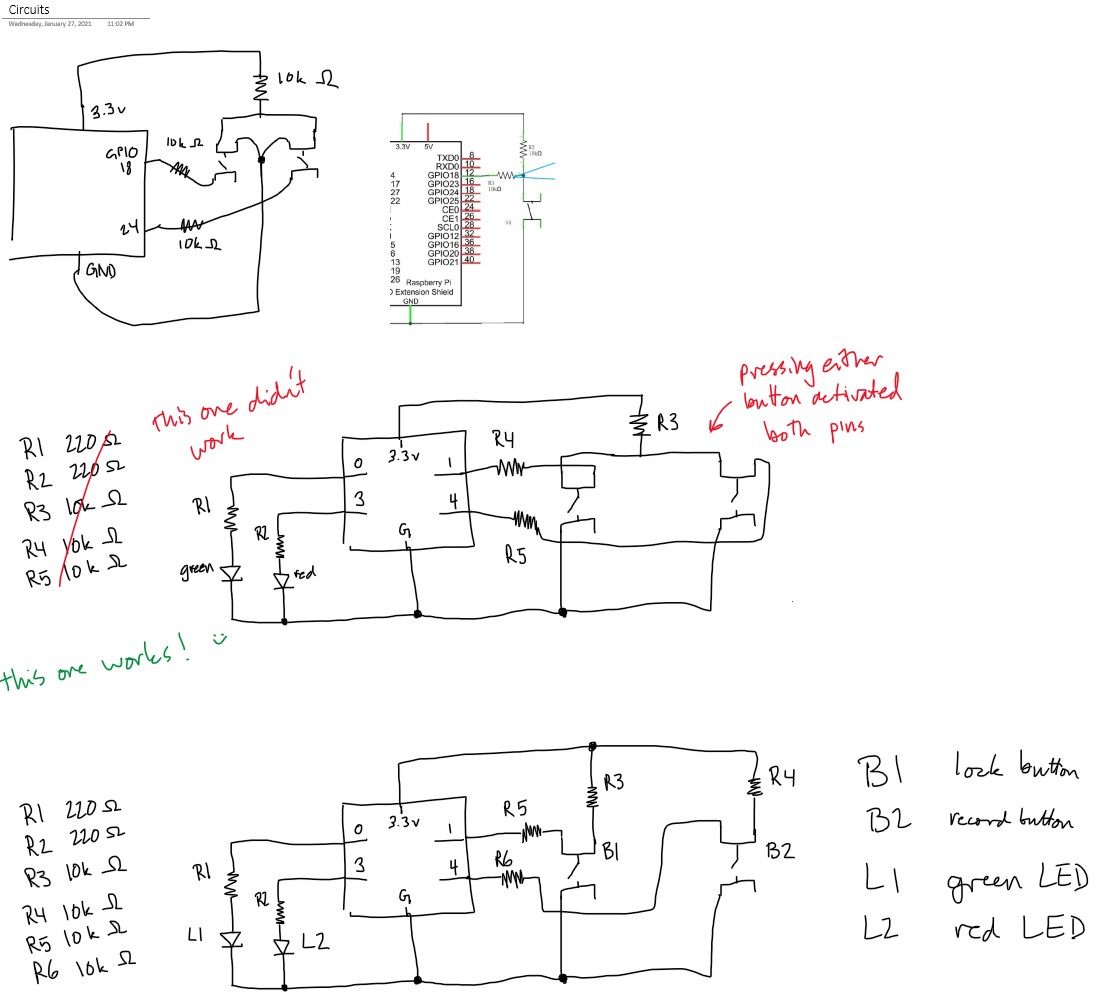 Circuits
Wednesday, January 27, 2021 11:02 PM
10k Ω
3.3v
10k Ω
GPIO
18
24
10k Ω
GND
3.3V 5V
TXD0 8
RXD0 10
GPIO18 12
4 GPIO23 16
17 GPIO24 18
27 GPIO25 22
22 CE0 24
CE1 26
SCL0 28
GPIO12 32
5 GPIO16 36
6 GPIO20 38
13 GPIO21 40
19
26 Raspberry Pi
Extension Shield
GND
10kΩ
10kΩ
This one didn't
work
pressing either
button activated
both pins
R1 220 Ω
R2 220 Ω
R3 10k Ω
R4 10k Ω
R5 10k Ω
R3
R4
0 3.3v 1
3 4
G
R1
R2
R5
green
red
this one works! :)
R1 220 Ω
R2 220 Ω
R3 10k Ω
R4 10k Ω
R5 10k Ω
R6 10k Ω
R3
R4
R5
0 3.3v 1
3 4
G
R6
B1
B2
R1
R2
L1
L2
B1 lock button
B2 record button
L1 green LED
L2 red LED